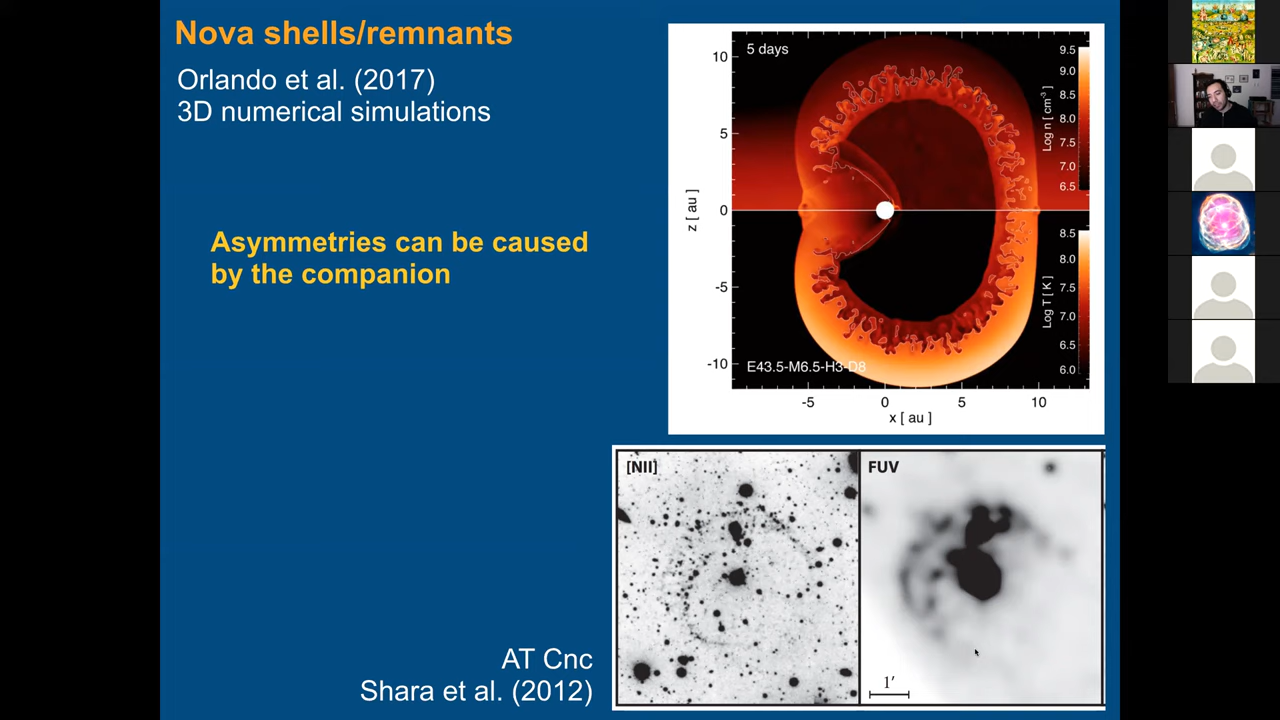 Nova shells/remnants
Orlando et al. (2017)
3D numerical simulations
Asymmetries can be caused
by the companion
5 days
10
5
0
-5
-10
z [ au ]
-5
0
5
10
x [ au ]
9.5
9.0
8.5
8.0
7.5
7.0
6.5
Log n [ cm⁻³ ]
8.5
8.0
7.5
7.0
6.5
6.0
Log T [ K ]
E43.5-M6.5-H3-D8
[NII]
FUV
1′
AT Cnc
Shara et al. (2012)